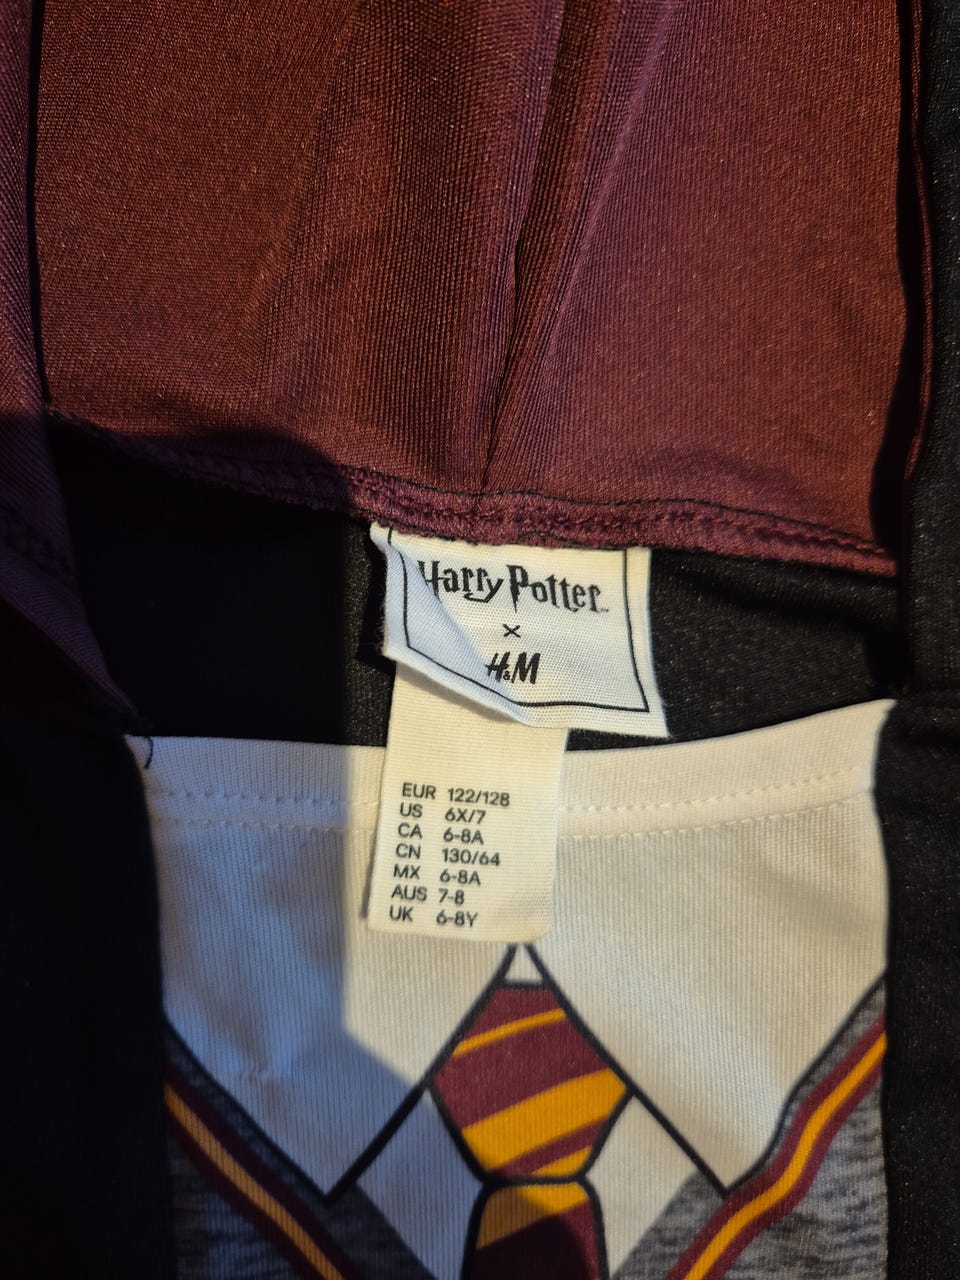 Harry Potter™
×
H&M
EUR 122/128
US 6X/7
CA 6-8A
CN 130/64
MX 6-8A
AUS 7-8
UK 6-8Y